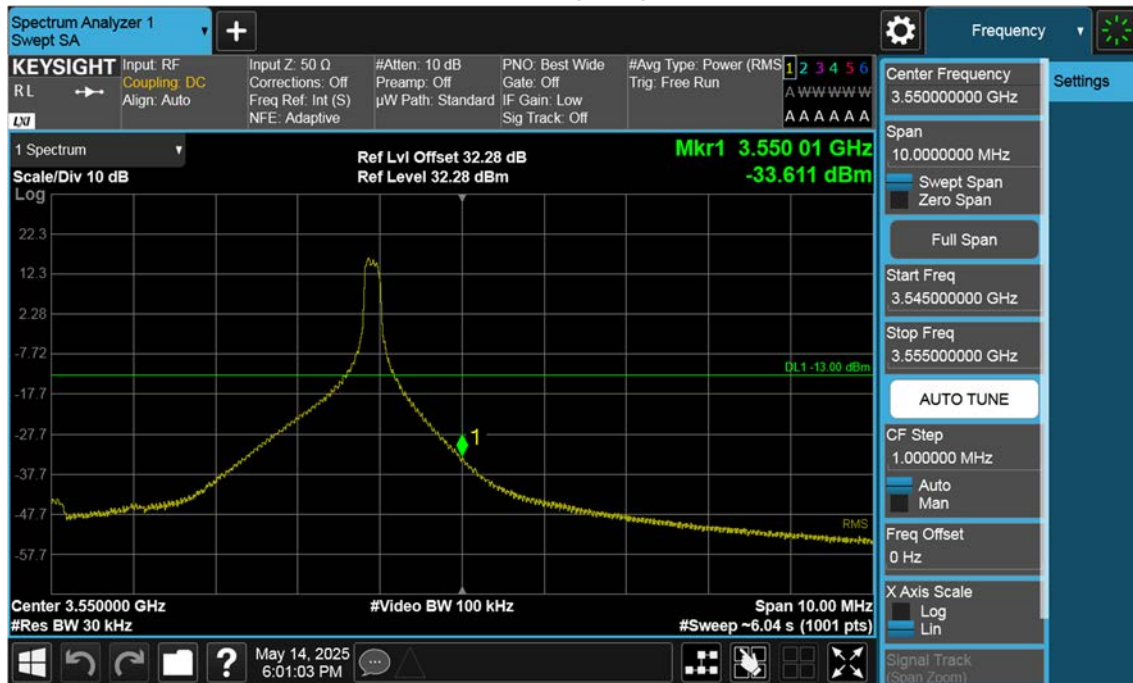 Spectrum Analyzer 1
Swept SA
Frequency
KEYSIGHT
RL
LXI
Input: RF
Coupling: DC
Align: Auto
Input Z: 50 Ω
Corrections: Off
Freq Ref: Int (S)
NFE: Adaptive
#Atten: 10 dB
Preamp: Off
µW Path: Standard
PNO: Best Wide
Gate: Off
IF Gain: Low
Sig Track: Off
#Avg Type: Power (RMS
Trig: Free Run
1 2 3 4 5 6
A W W W W W
A A A A A A
1 Spectrum
Scale/Div 10 dB
Ref Lvl Offset 32.28 dB
Ref Level 32.28 dBm
Mkr1 3.550 01 GHz
-33.611 dBm
Log
22.3
12.3
2.28
-7.72
-17.7
-27.7
-37.7
-47.7
-57.7
DL1 -13.00 dBm
1
RMS
Center 3.550000 GHz
#Res BW 30 kHz
#Video BW 100 kHz
Span 10.00 MHz
#Sweep ~6.04 s (1001 pts)
Center Frequency
3.550000000 GHz
Settings
Span
10.0000000 MHz
Swept Span
Zero Span
Full Span
Start Freq
3.545000000 GHz
Stop Freq
3.555000000 GHz
AUTO TUNE
CF Step
1.000000 MHz
Auto
Man
Freq Offset
0 Hz
X Axis Scale
Log
Lin
Signal Track
(Span Zoom)
?
May 14, 2025
6:01:03 PM